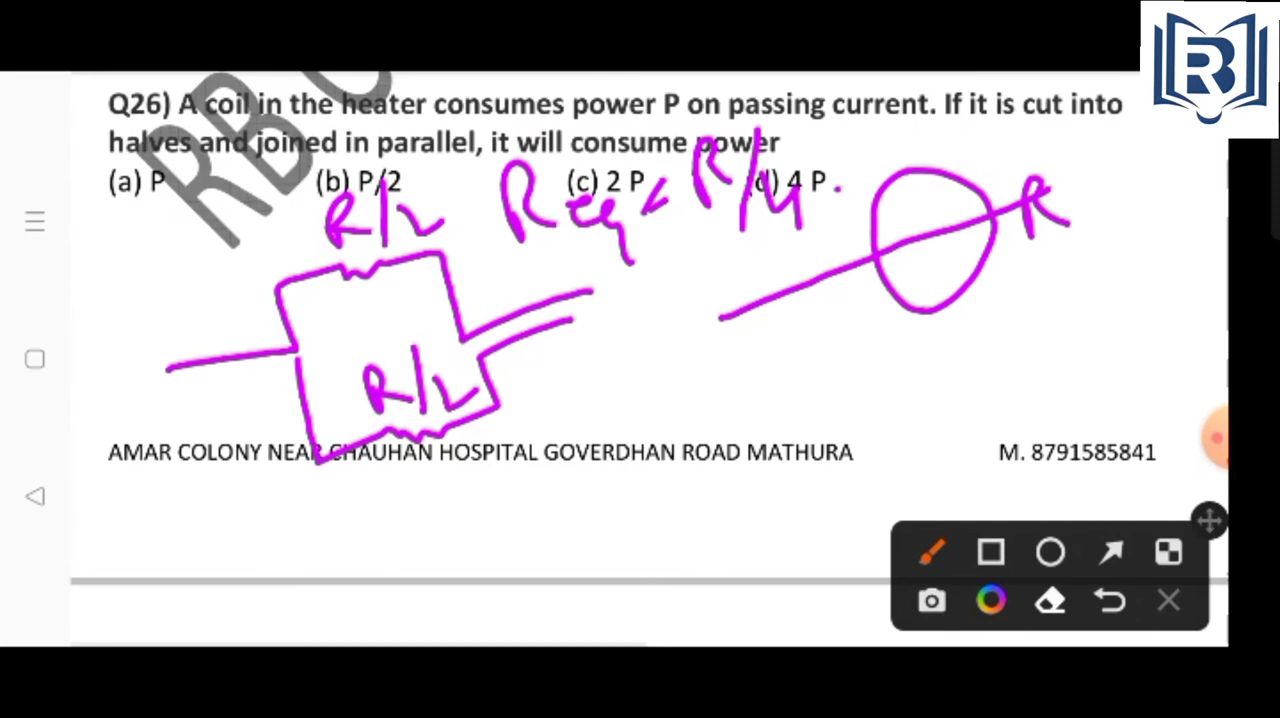 RB
RB C
Q26) A coil in the heater consumes power P on passing current. If it is cut into
halves and joined in parallel, it will consume power
(a) P (b) P/2 (c) 2 P (d) 4 P
R/2 Req = R/4 R
R/2
AMAR COLONY NEAR CHAUHAN HOSPITAL GOVERDHAN ROAD MATHURA M. 8791585841